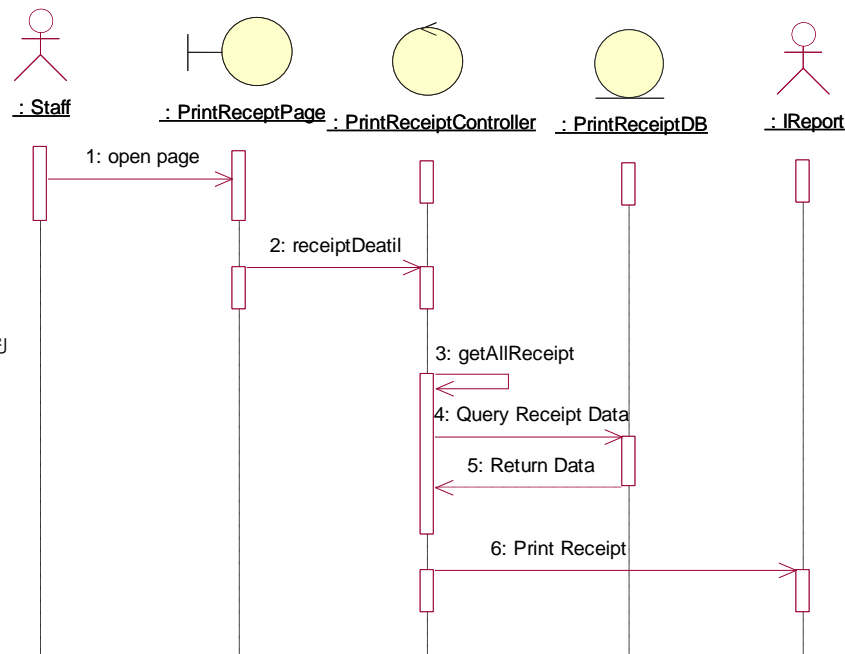 : Staff
: PrintReceptPage
: PrintReceiptController
: PrintReceiptDB
: IReport
1: open page
2: receiptDeatil
3: getAllReceipt
4: Query Receipt Data
5: Return Data
6: Print Receipt